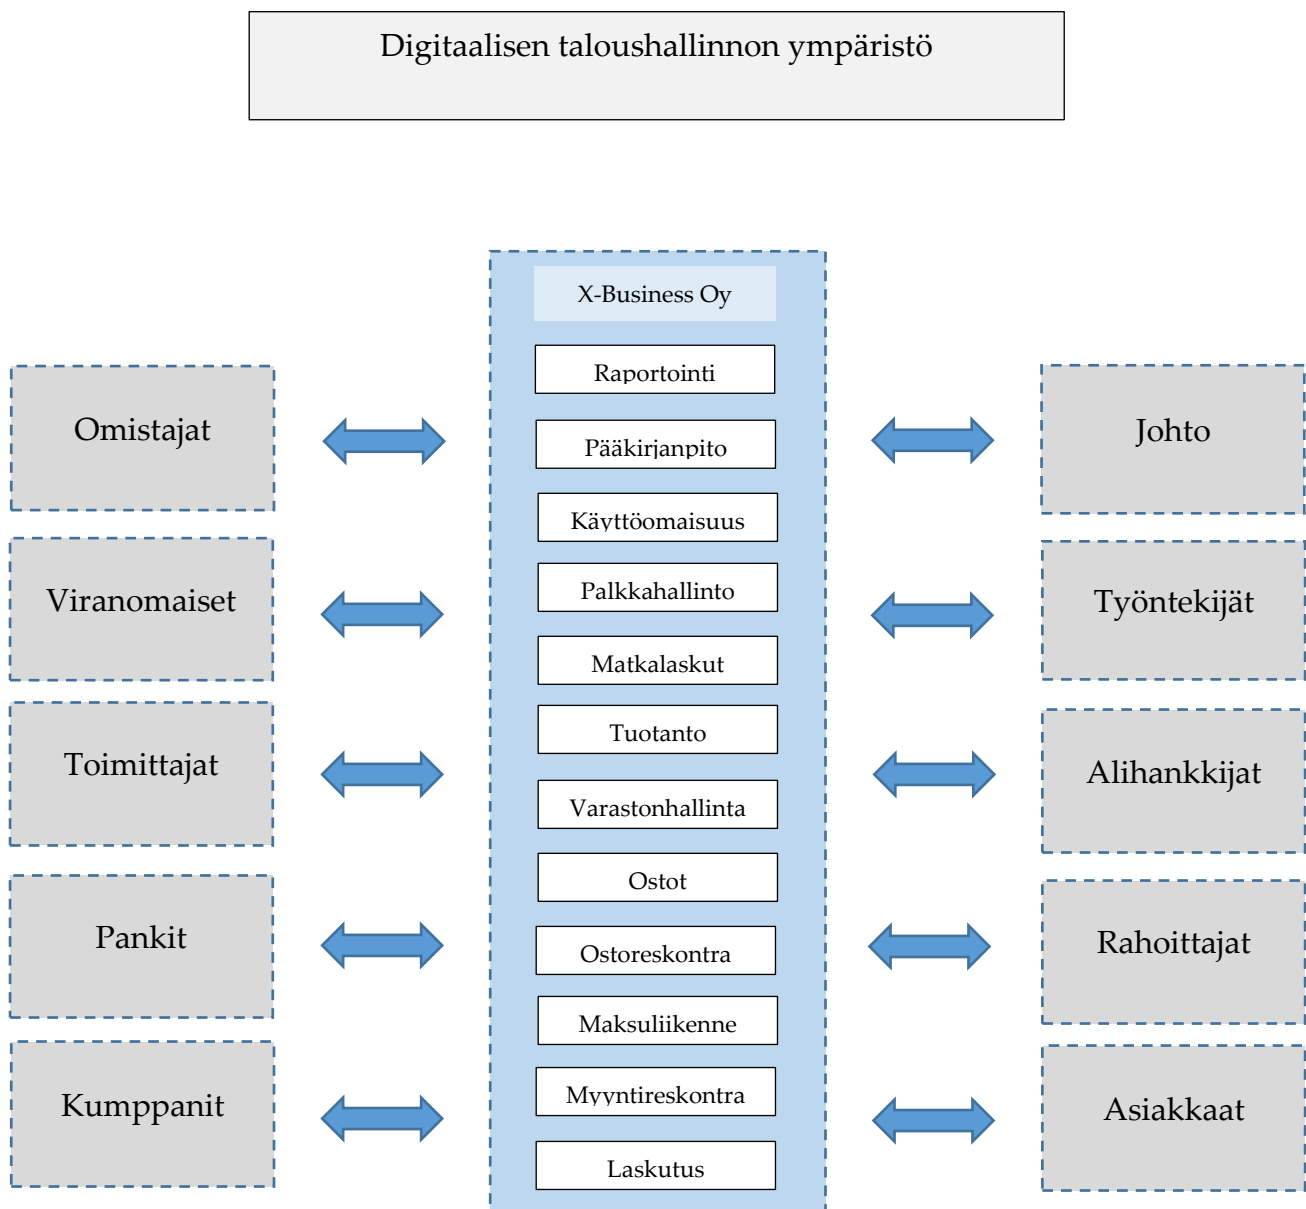 Digitaalisen taloushallinnon ympäristö
X-Business Oy
Raportointi
Pääkirjanpito
Käyttöomaisuus
Palkkahallinto
Matkalaskut
Tuotanto
Varastonhallinta
Ostot
Ostoreskontra
Maksuliikenne
Myyntireskontra
Laskutus
Omistajat
Viranomaiset
Toimittajat
Pankit
Kumppanit
Johto
Työntekijät
Alihankkijat
Rahoittajat
Asiakkaat